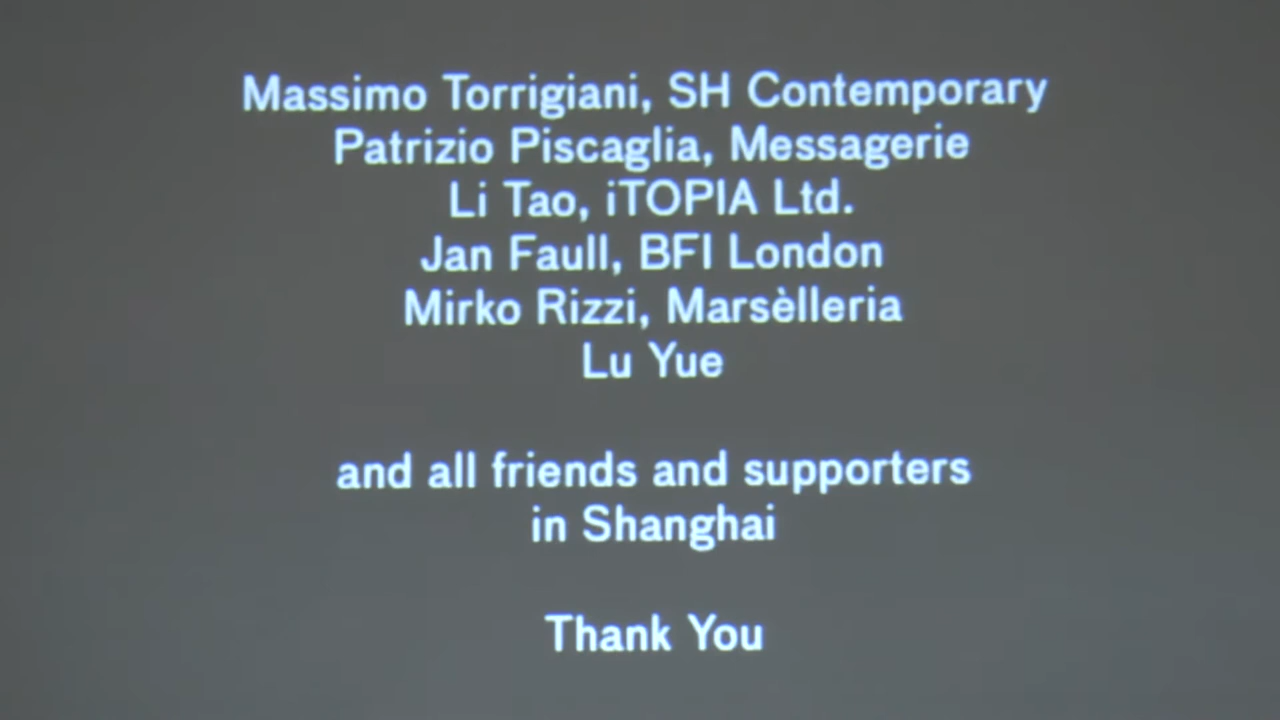 Massimo Torrigiani, SH Contemporary
Patrizio Piscaglia, Messagerie
Li Tao, iTOPIA Ltd.
Jan Faull, BFI London
Mirko Rizzi, Marsèlleria
Lu Yue
and all friends and supporters
in Shanghai
Thank You